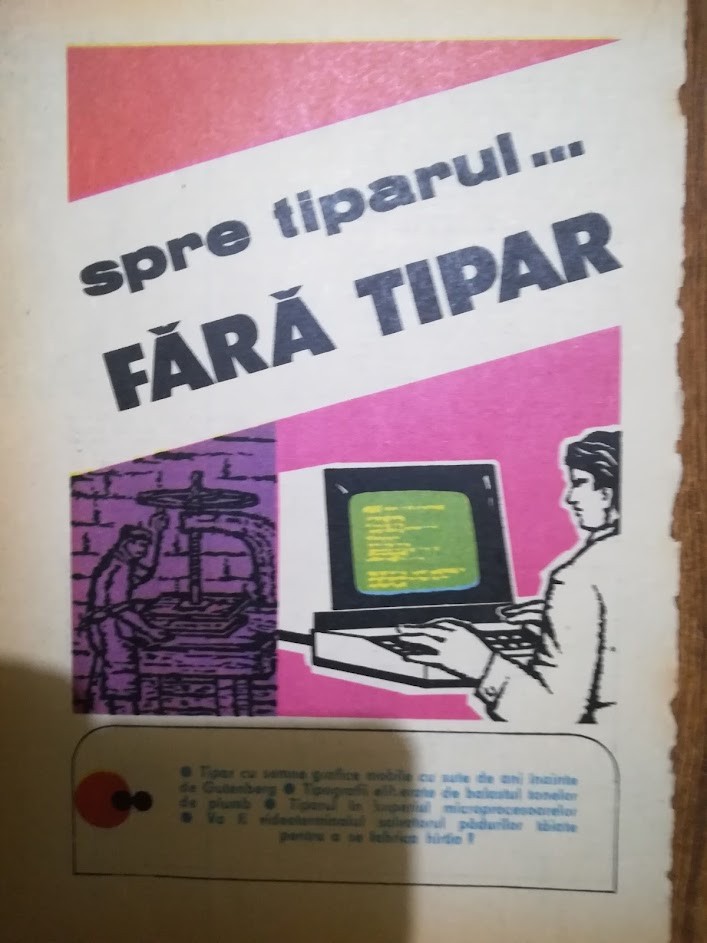 spre tiparul...
FĂRĂ TIPAR
● Tipar cu semne grafice mobile cu sute de ani înainte
de Gutenberg ● Tipografii eliberate de balastul tonelor
de plumb ● Tiparul în imperiul microprocesoarelor
● Va fi videoterminalul salvatorul pădurilor tăiate
pentru a se fabrica hîrtia ?